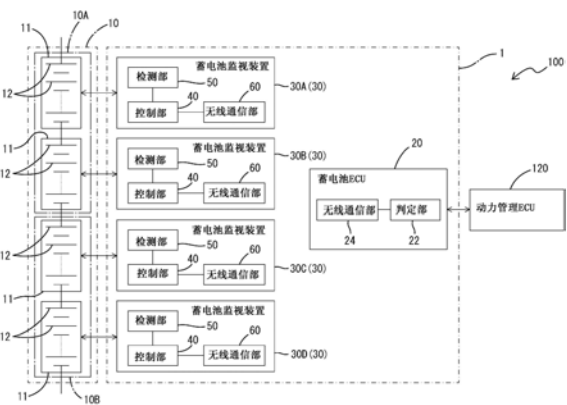 11 10A 10
1 100
12
蓄电池监视装置
检测部 50
40 60
控制部 无线通信部
30A(30)
11
12
蓄电池监视装置
检测部 50
40 60
控制部 无线通信部
30B(30)
20
蓄电池ECU
无线通信部 判定部
24 22
120
动力管理ECU
12
11
蓄电池监视装置
检测部 50
40 60
控制部 无线通信部
30C(30)
12
11 10B
蓄电池监视装置
检测部 50
40 60
控制部 无线通信部
30D(30)